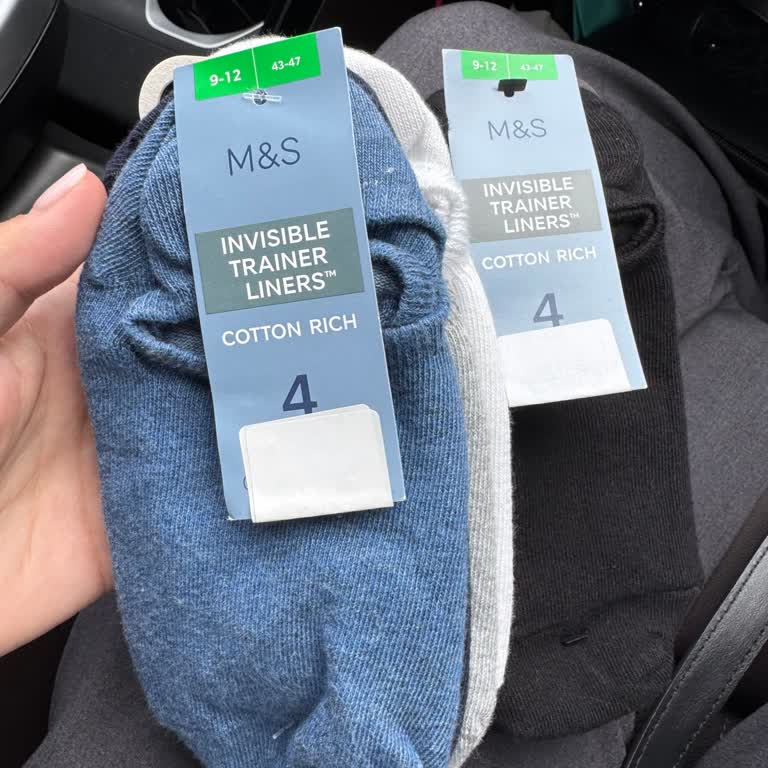 9-12 43-47
M&S
INVISIBLE
TRAINER
LINERS™
COTTON RICH
4
9-12 43-47
M&S
INVISIBLE
TRAINER
LINERS™
COTTON RICH
4